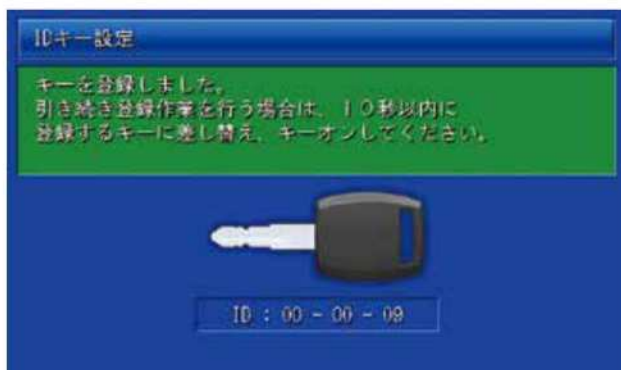 IDキー設定
キーを登録しました。
引き続き登録作業を行う場合は、10秒以内に
登録するキーに差し替え、キーオンしてください。
ID : 00 - 00 - 09